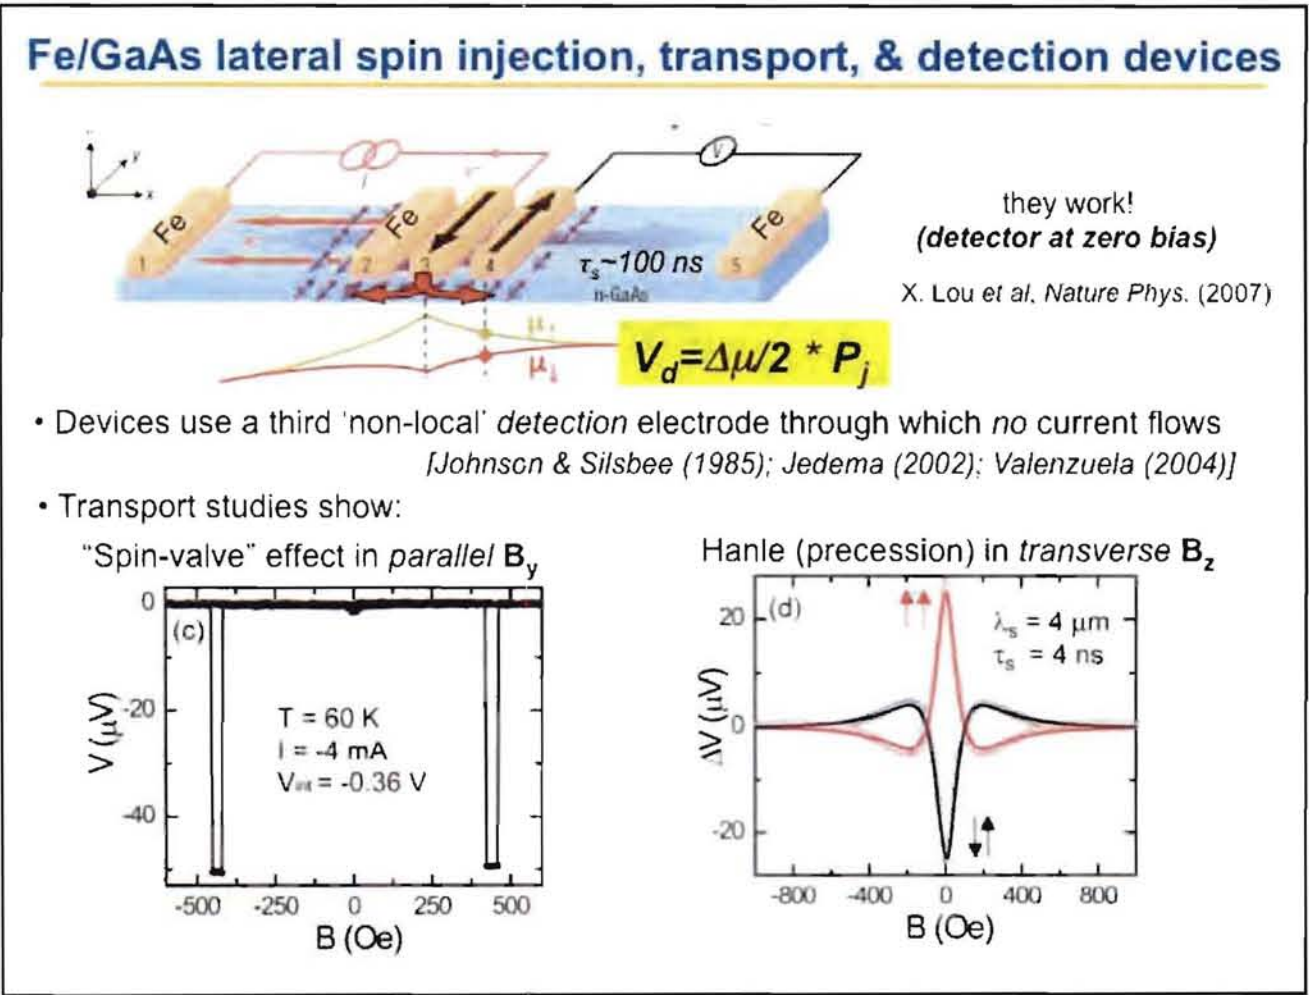 Fe/GaAs lateral spin injection, transport, & detection devices
y
x
I
+ −
V
Fe
Fe
Fe
1 2 3 4 5
τs~100 ns
n-GaAs
they work!
(detector at zero bias)
X. Lou et al, Nature Phys. (2007)
μ↓
Vd=Δμ/2 * Pj
• Devices use a third 'non-local' detection electrode through which no current flows
[Johnson & Silsbee (1985); Jedema (2002); Valenzuela (2004)]
• Transport studies show:
"Spin-valve" effect in parallel By
0
-20
-40
V (μV)
(c)
T = 60 K
I = -4 mA
Vint = -0.36 V
-500 -250 0 250 500
B (Oe)
Hanle (precession) in transverse Bz
20
0
-20
ΔV (μV)
(d)
↑↑
λs = 4 μm
τs = 4 ns
↓↑
-800 -400 0 400 800
B (Oe)